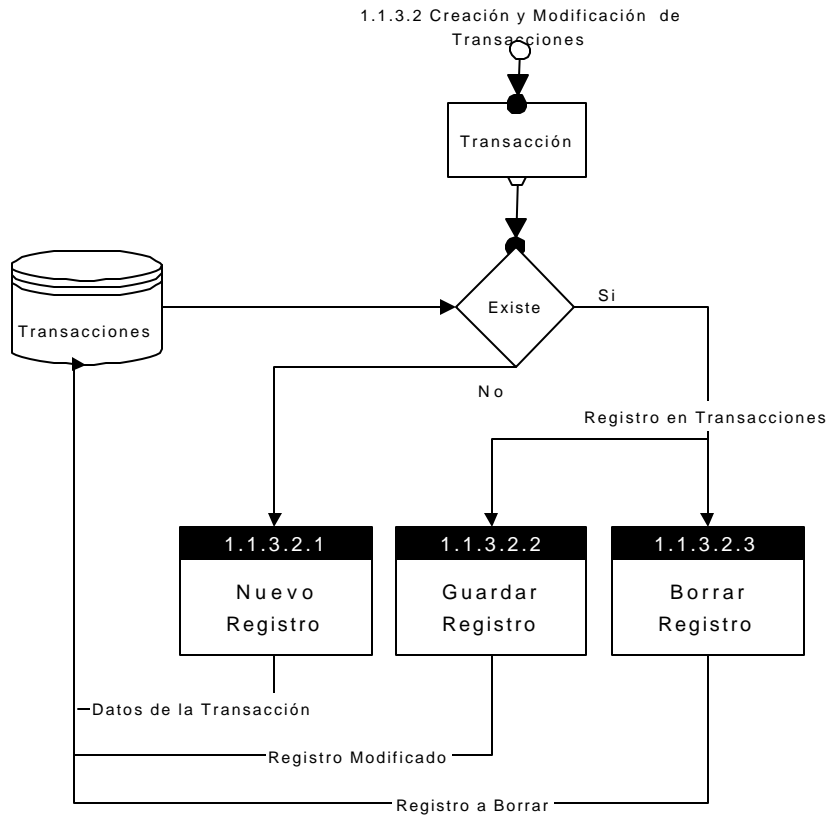 1.1.3.2 Creación y Modificación de
Transacciones
Transacción
Transacciones
Existe
Si
No
Registro en Transacciones
1.1.3.2.1
Nuevo
Registro
1.1.3.2.2
Guardar
Registro
1.1.3.2.3
Borrar
Registro
Datos de la Transacción
Registro Modificado
Registro a Borrar